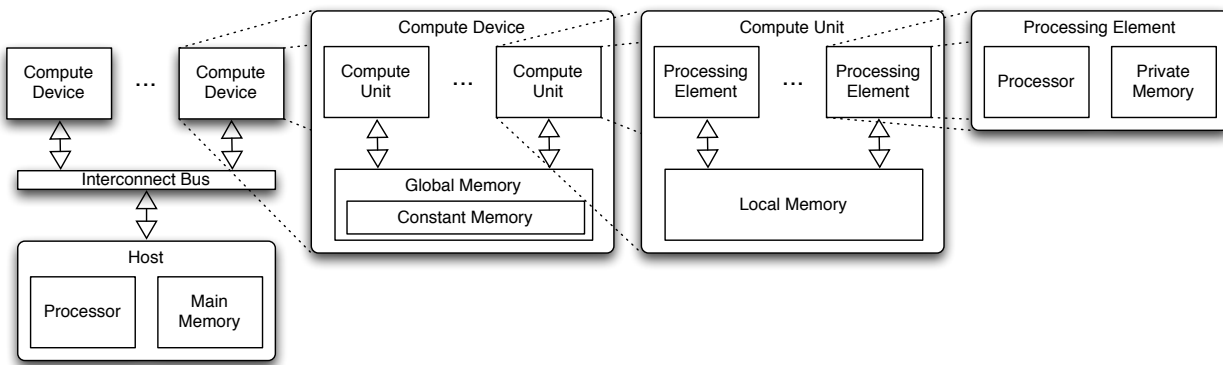 Compute
Device
...
Compute
Device
Interconnect Bus
Host
Processor
Main
Memory
Compute Device
Compute
Unit
...
Compute
Unit
Global Memory
Constant Memory
Compute Unit
Processing
Element
...
Processing
Element
Local Memory
Processing Element
Processor
Private
Memory